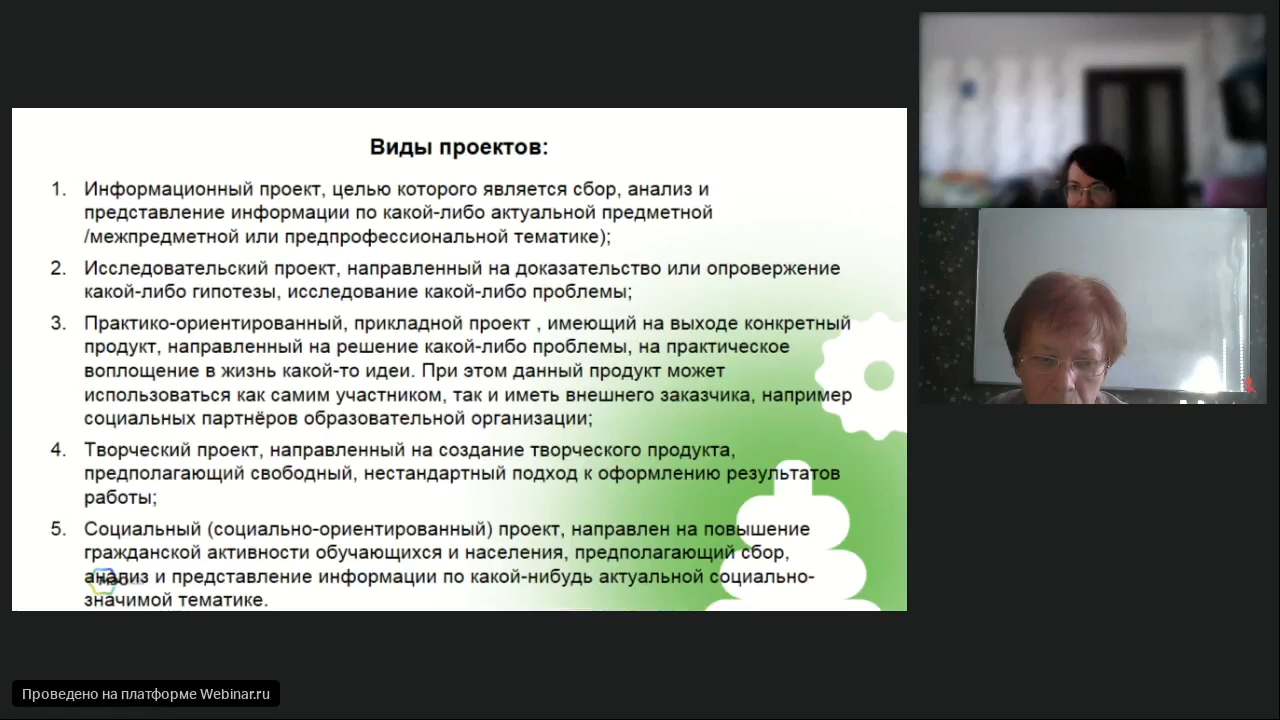 Виды проектов:
1. Информационный проект, целью которого является сбор, анализ и
представление информации по какой-либо актуальной предметной
/межпредметной или предпрофессиональной тематике);
2. Исследовательский проект, направленный на доказательство или опровержение
какой-либо гипотезы, исследование какой-либо проблемы;
3. Практико-ориентированный, прикладной проект , имеющий на выходе конкретный
продукт, направленный на решение какой-либо проблемы, на практическое
воплощение в жизнь какой-то идеи. При этом данный продукт может
использоваться как самим участником, так и иметь внешнего заказчика, например
социальных партнёров образовательной организации;
4. Творческий проект, направленный на создание творческого продукта,
предполагающий свободный, нестандартный подход к оформлению результатов
работы;
5. Социальный (социально-ориентированный) проект, направлен на повышение
гражданской активности обучающихся и населения, предполагающий сбор,
анализ и представление информации по какой-нибудь актуальной социально-
значимой тематике.
Проведено на платформе Webinar.ru